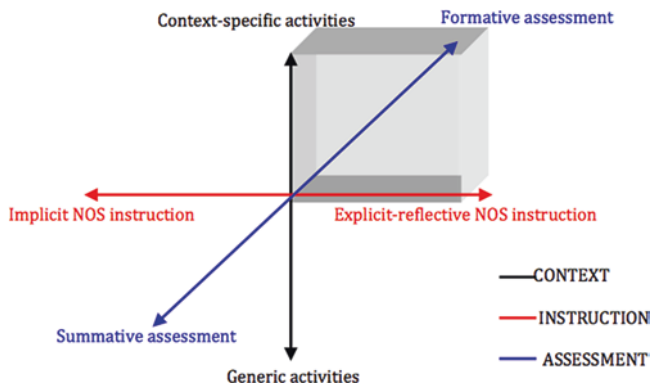 Context-specific activities
Formative assessment
Implicit NOS instruction
Explicit-reflective NOS instruction
CONTEXT
INSTRUCTION
Summative assessment
ASSESSMENT
Generic activities